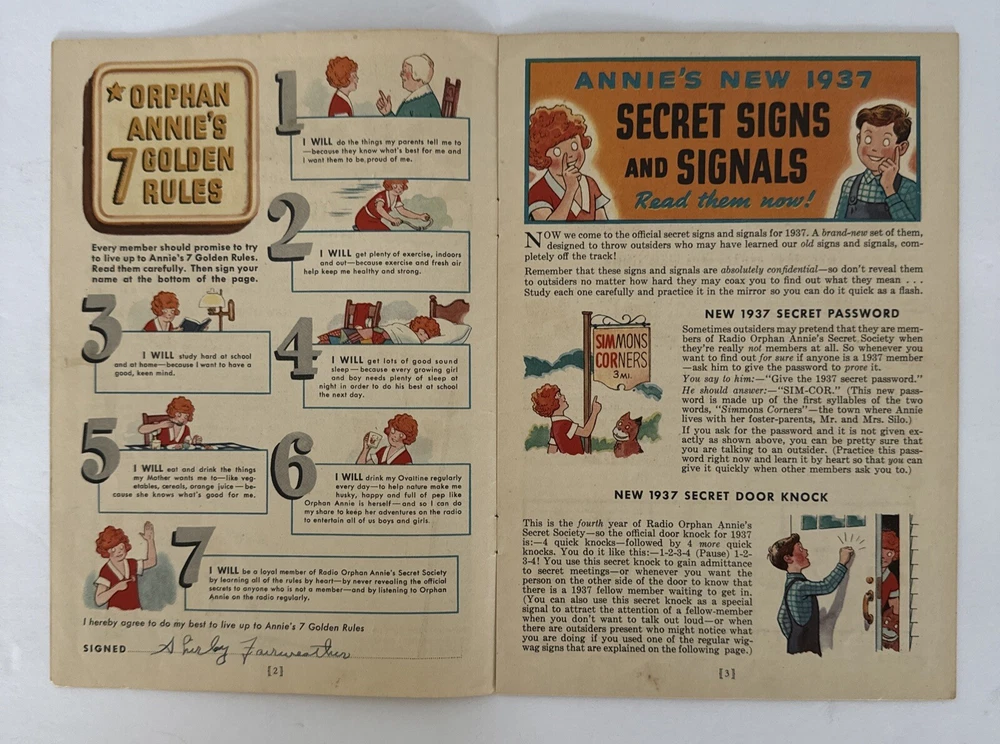 ★ORPHAN
ANNIE'S
7 GOLDEN
RULES
Every member should promise to try
to live up to Annie's 7 Golden Rules.
Read them carefully. Then sign your
name at the bottom of the page.
1
I WILL do the things my parents tell me to
—because they know what's best for me and
I want them to be proud of me.
2
I WILL get plenty of exercise, indoors
and out—because exercise and fresh air
help keep me healthy and strong.
3
I WILL study hard at school
and at home—because I want to have a
good, keen mind.
4
I WILL get lots of good sound
sleep—because every growing girl
and boy needs plenty of sleep at
night in order to do his best at school
the next day.
5
I WILL eat and drink the things
my Mother wants me to—like veg-
etables, cereals, orange juice—be-
cause she knows what's good for me.
6
I WILL drink my Ovaltine regularly
every day—to help nature make me
husky, happy and full of pep like
Orphan Annie is herself—and so I can do
my share to keep her adventures on the radio
to entertain all of us boys and girls.
7
I WILL be a loyal member of Radio Orphan Annie's Secret Society
by learning all of the rules by heart—by never revealing the official
secrets to anyone who is not a member—and by listening to Orphan
Annie on the radio regularly.
I hereby agree to do my best to live up to Annie's 7 Golden Rules
SIGNED Shirley Fairweather
[2]
ANNIE'S NEW 1937
SECRET SIGNS
AND SIGNALS
Read them now!
NOW we come to the official secret signs and signals for 1937. A brand-new set of them,
designed to throw outsiders who may have learned our old signs and signals, com-
pletely off the track!
Remember that these signs and signals are absolutely confidential—so don't reveal them
to outsiders no matter how hard they may coax you to find out what they mean . . .
Study each one carefully and practice it in the mirror so you can do it quick as a flash.
NEW 1937 SECRET PASSWORD
SIMMONS
CORNERS
3 MI.
Sometimes outsiders may pretend that they are mem-
bers of Radio Orphan Annie's Secret Society when
they're really not members at all. So whenever you
want to find out for sure if anyone is a 1937 member
—ask him to give the password to prove it.
You say to him:—"Give the 1937 secret password."
He should answer:—"SIM-COR." (This new pass-
word is made up of the first syllables of the two
words, "Simmons Corners"—the town where Annie
lives with her foster-parents, Mr. and Mrs. Silo.)
If you ask for the password and it is not given ex-
actly as shown above, you can be pretty sure that
you are talking to an outsider. (Practice this pass-
word right now and learn it by heart so that you can
give it quickly when other members ask you to.)
NEW 1937 SECRET DOOR KNOCK
This is the fourth year of Radio Orphan Annie's
Secret Society—so the official door knock for 1937
is:—4 quick knocks—followed by 4 more quick
knocks. You do it like this:—1-2-3-4 (Pause) 1-2-
3-4! You use this secret knock to gain admittance
to secret meetings—or whenever you want the
person on the other side of the door to know that
there is a 1937 fellow member waiting to get in.
(You can also use this secret knock as a special
signal to attract the attention of a fellow-member
when you don't want to talk out loud—or when
there are outsiders present who might notice what
you are doing if you used one of the regular wig-
wag signs that are explained on the following page.)
[3]